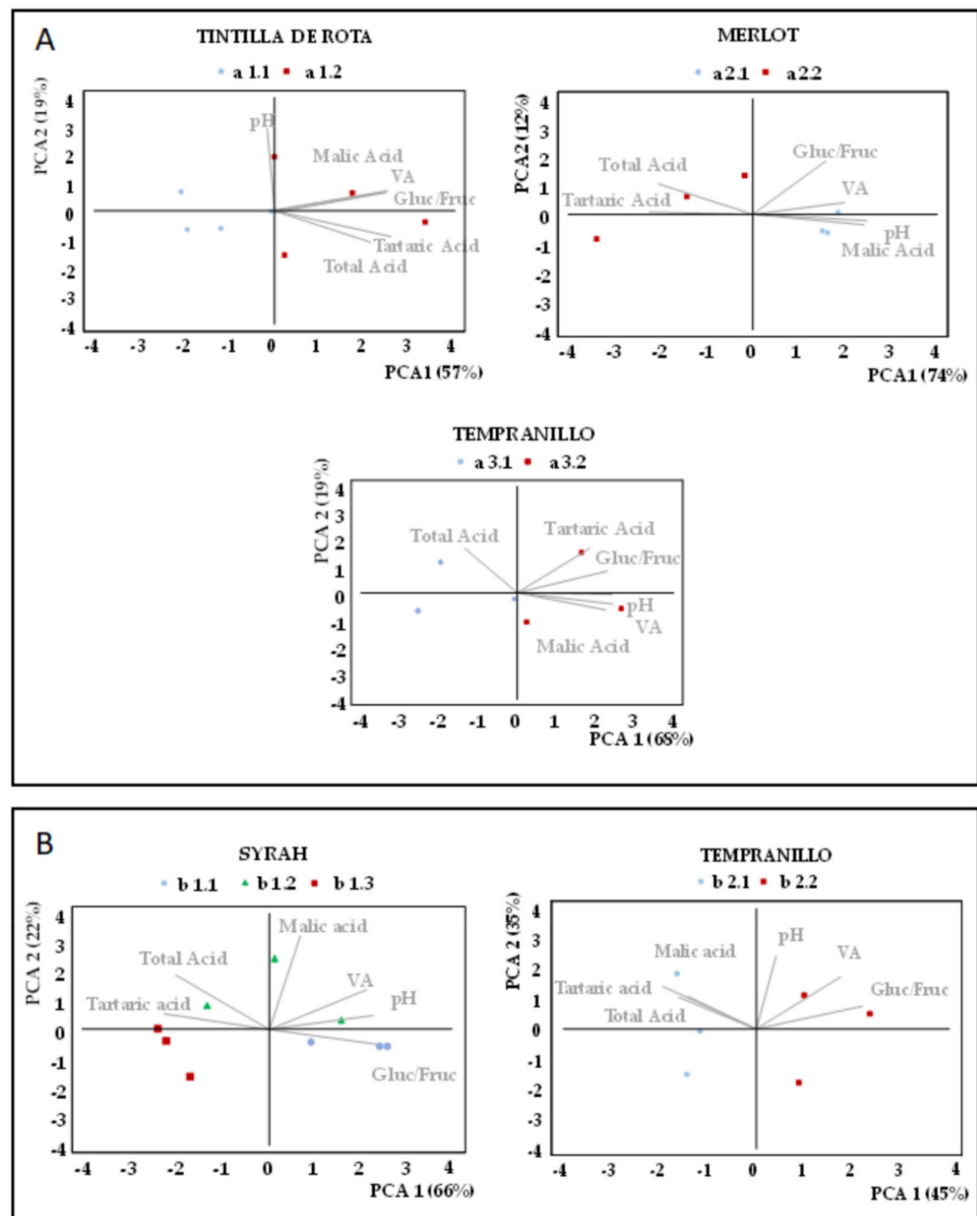 A
TINTILLA DE ROTA
a 1.1 a 1.2
PCA 2 (19%)
4
3
2
1
0
-1
-2
-3
-4
pH
Malic Acid
VA
Gluc/Fruc
Tartaric Acid
Total Acid
-4 -3 -2 -1 0 1 2 3 4
PCA1 (57%)
MERLOT
a 2.1 a 2.2
PCA2 (12%)
4
3
2
1
0
-1
-2
-3
-4
Gluc/Fruc
Total Acid
VA
Tartaric Acid
pH
Malic Acid
-4 -3 -2 -1 0 1 2 3 4
PCA1 (74%)
TEMPRANILLO
a 3.1 a 3.2
PCA 2 (19%)
4
3
2
1
0
-1
-2
-3
-4
Total Acid
Tartaric Acid
Gluc/Fruc
pH
VA
Malic Acid
-4 -3 -2 -1 0 1 2 3 4
PCA 1 (68%)
B
SYRAH
b 1.1 b 1.2 b 1.3
PCA 2 (22%)
4
3
2
1
0
-1
-2
-3
-4
Malic acid
Total Acid
VA
Tartaric acid
pH
Gluc/Fruc
-4 -3 -2 -1 0 1 2 3 4
PCA 1 (66%)
TEMPRANILLO
b 2.1 b 2.2
PCA 2 (35%)
4
3
2
1
0
-1
-2
-3
-4
Malic acid
pH
VA
Tartaric acid
Gluc/Fruc
Total Acid
-4 -3 -2 -1 0 1 2 3 4
PCA 1 (45%)